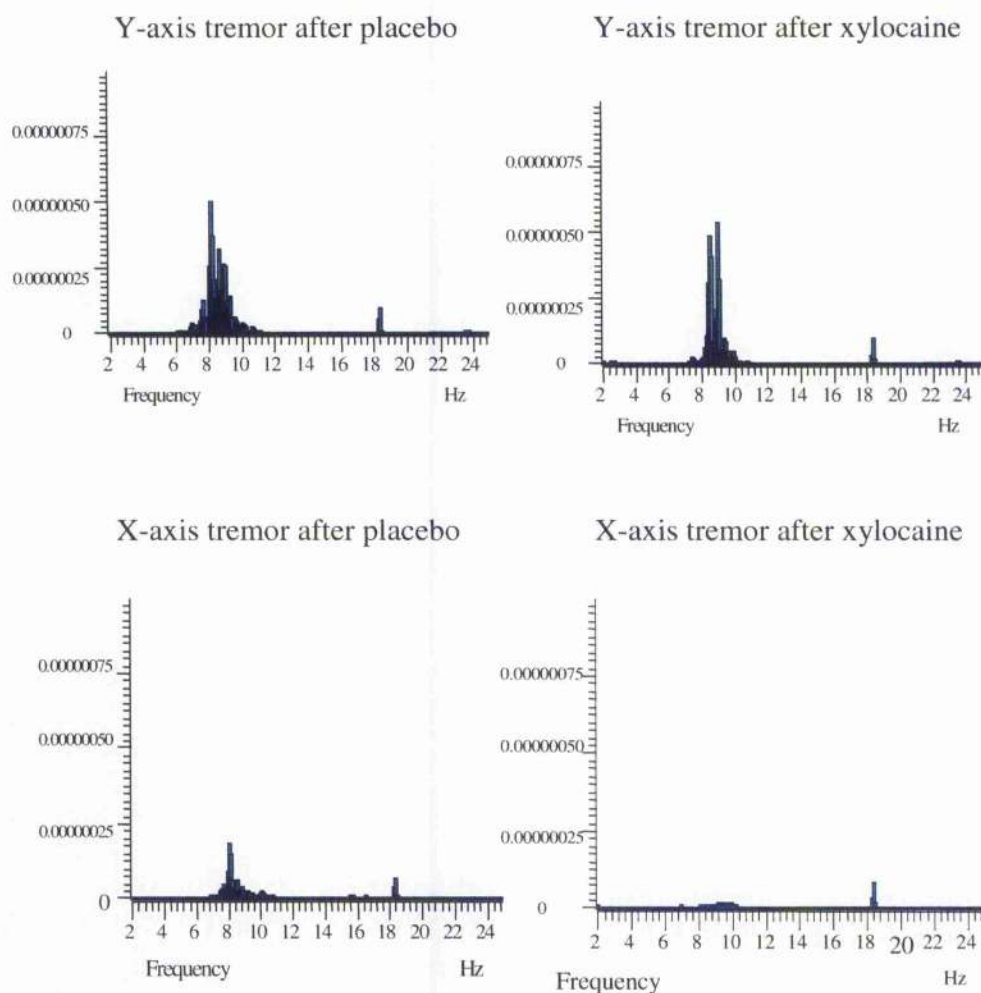 Y-axis tremor after placebo
0.00000075
0.00000050
0.00000025
0
2 4 6 8 10 12 14 16 18 20 22 24
Frequency Hz
Y-axis tremor after xylocaine
0.00000075
0.00000050
0.00000025
0
2 4 6 8 10 12 14 16 18 20 22 24
Frequency Hz
X-axis tremor after placebo
0.00000075
0.00000050
0.00000025
0
2 4 6 8 10 12 14 16 18 20 22 24
Frequency Hz
X-axis tremor after xylocaine
0.00000075
0.00000050
0.00000025
0
2 4 6 8 10 12 14 16 18 20 22 24
Frequency Hz